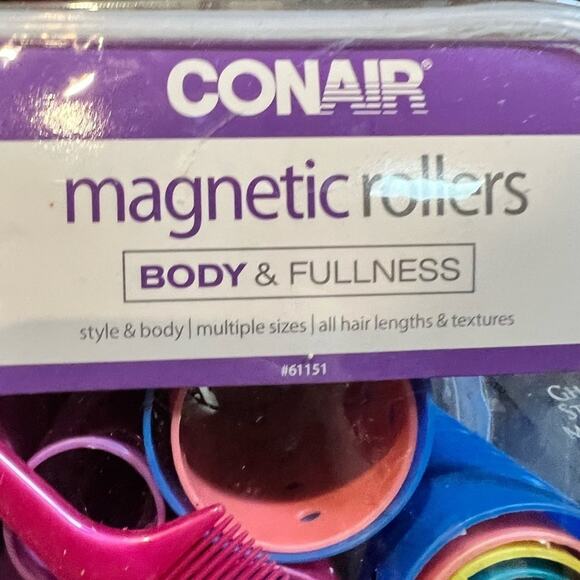 CONAIR®
magnetic rollers
BODY & FULLNESS
style & body | multiple sizes | all hair lengths & textures
#61151